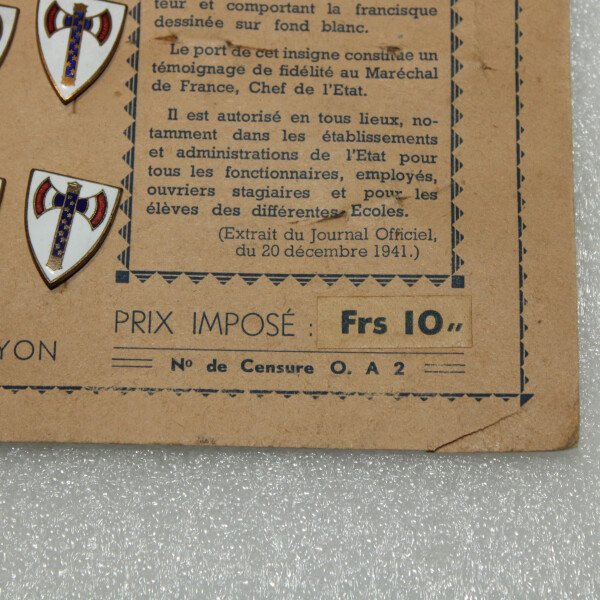 teur et comportant la francisque
dessinée sur fond blanc.
Le port de cet insigne constitue un
témoignage de fidélité au Maréchal
de France, Chef de l'Etat.
Il est autorisé en tous lieux, no-
tamment dans les établissements
et administrations de l'Etat pour
tous les fonctionnaires, employés,
ouvriers stagiaires et pour les
élèves des différentes Ecoles.
(Extrait du Journal Officiel,
du 20 décembre 1941.)
PRIX IMPOSÉ : Frs 10,,
YON
Nº de Censure O. A 2